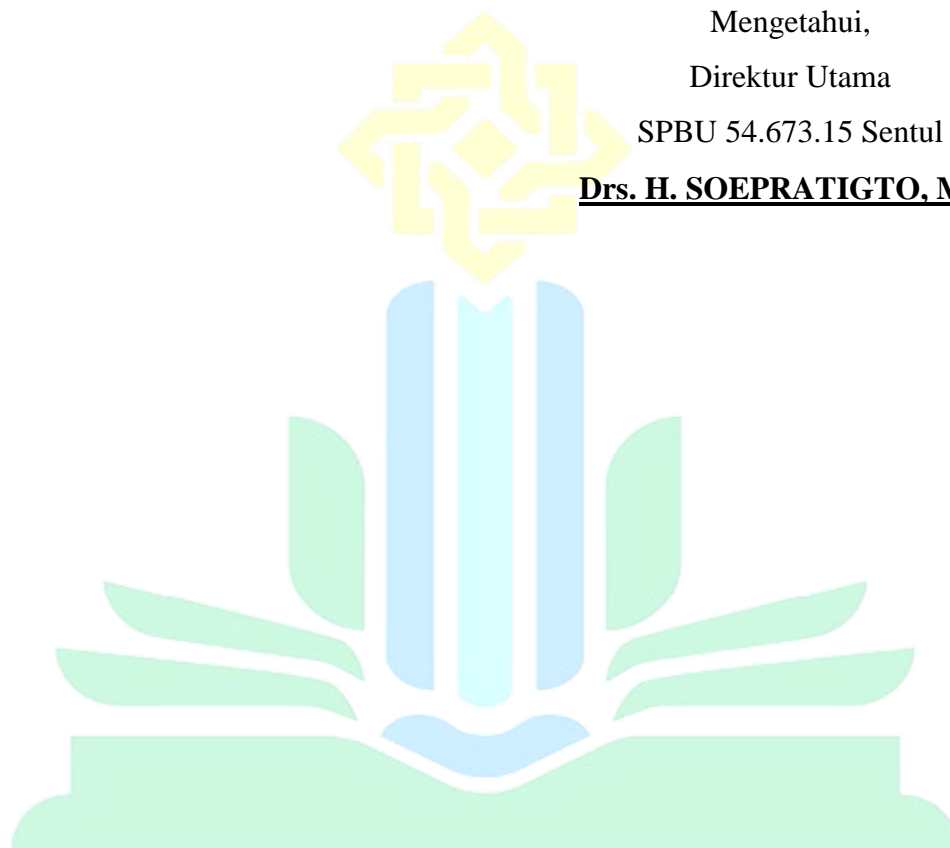 Mengetahui,
Direktur Utama
SPBU 54.673.15 Sentul
Drs. H. SOEPRATIGTO,